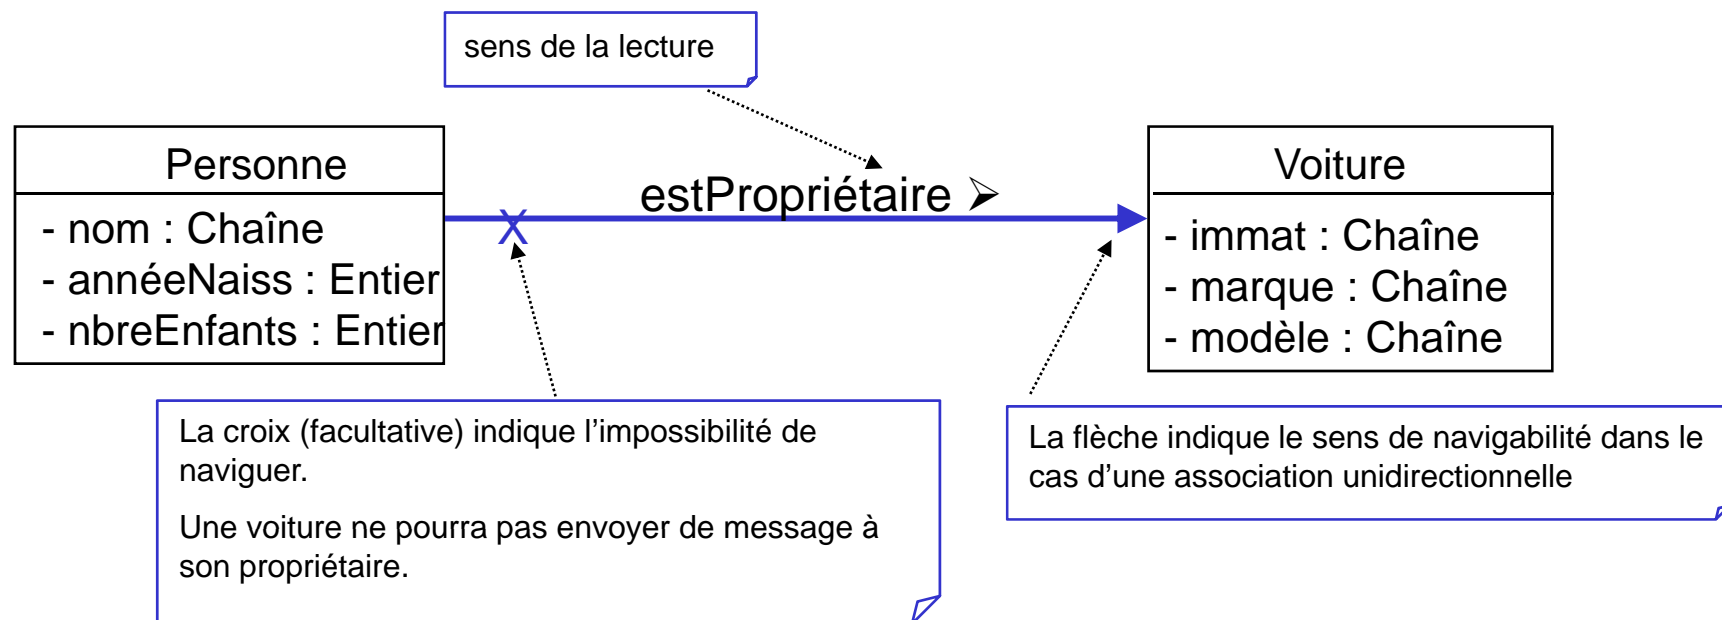 sens de la lecture
Personne
- nom : Chaîne
- annéeNaiss : Entier
- nbreEnfants : Entier
estPropriétaire ➢
X
Voiture
- immat : Chaîne
- marque : Chaîne
- modèle : Chaîne
La croix (facultative) indique l’impossibilité de
naviguer.
Une voiture ne pourra pas envoyer de message à
son propriétaire.
La flèche indique le sens de navigabilité dans le
cas d’une association unidirectionnelle